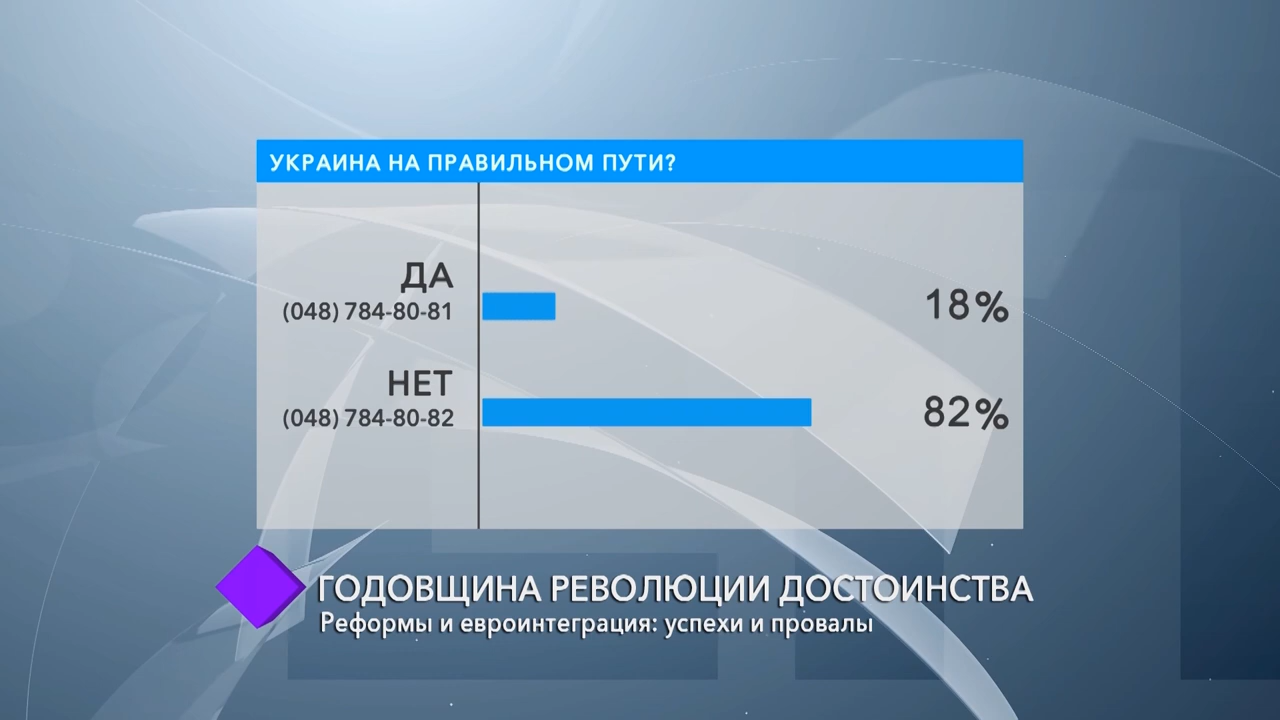 УКРАИНА НА ПРАВИЛЬНОМ ПУТИ?
ДА
(048) 784-80-81
18%
НЕТ
(048) 784-80-82
82%
ГОДОВЩИНА РЕВОЛЮЦИИ ДОСТОИНСТВА
Реформы и евроинтеграция: успехи и провалы